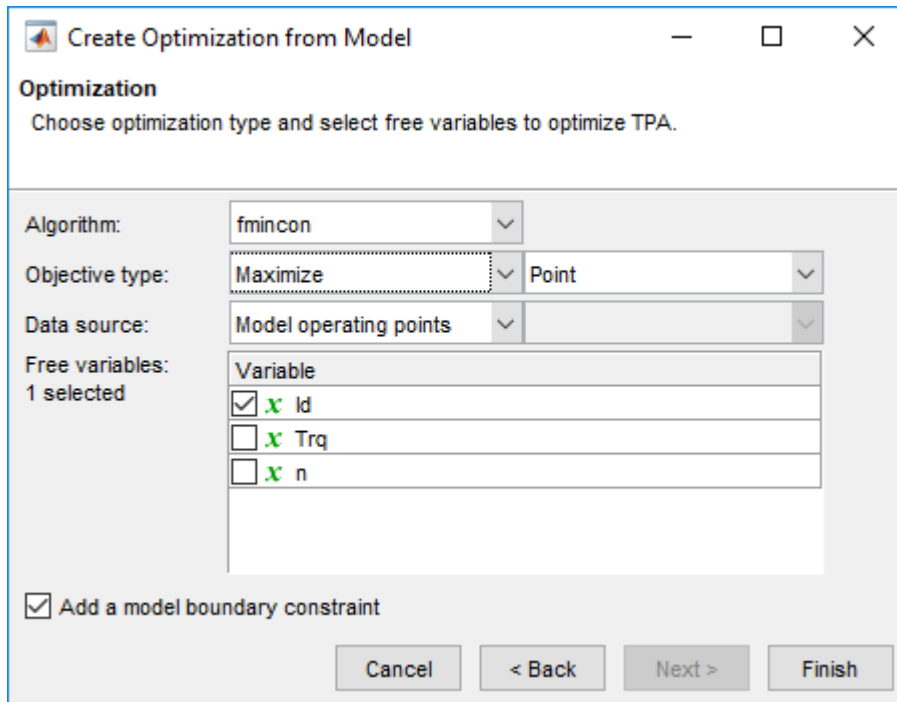 Create Optimization from Model
Optimization
Choose optimization type and select free variables to optimize TPA.
Algorithm: fmincon
Objective type: Maximize Point
Data source: Model operating points
Free variables:
1 selected
Variable
x Id
x Trq
x n
Add a model boundary constraint
Cancel < Back Next > Finish